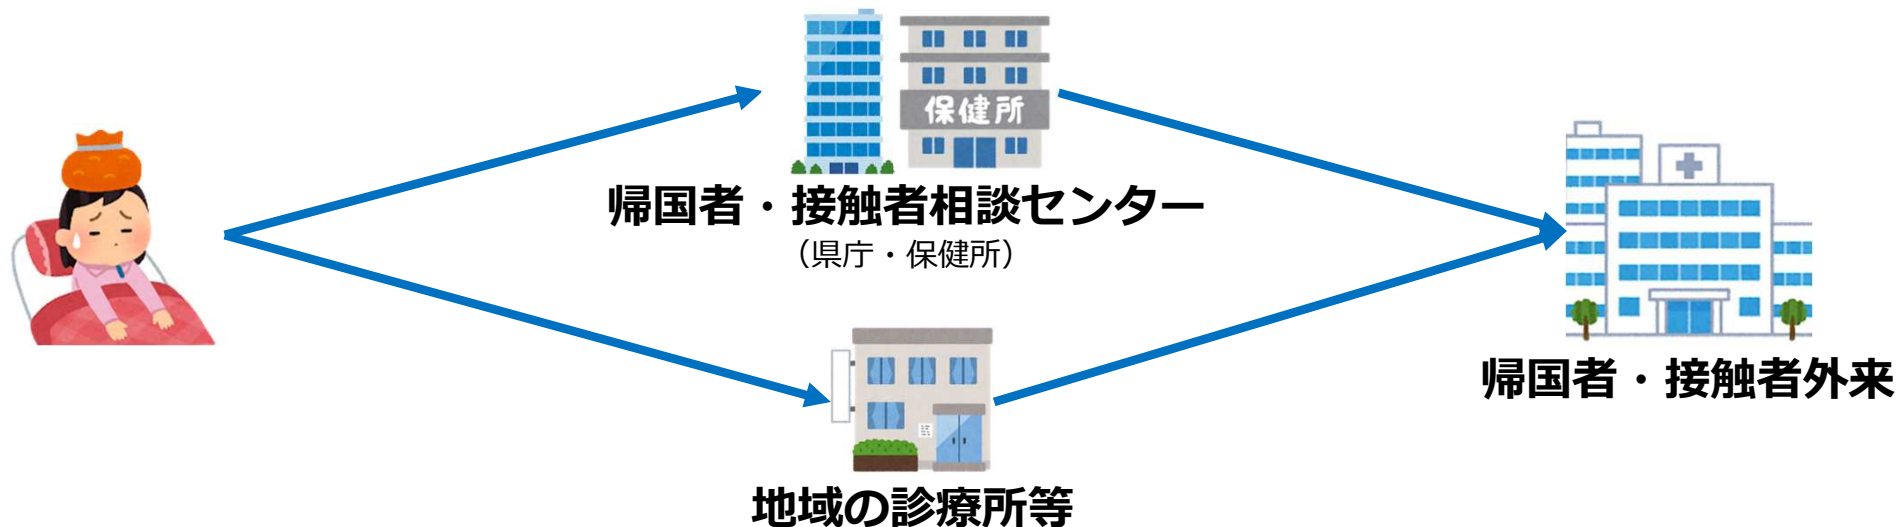 保健所
帰国者・接触者相談センター
（県庁・保健所）
帰国者・接触者外来
地域の診療所等